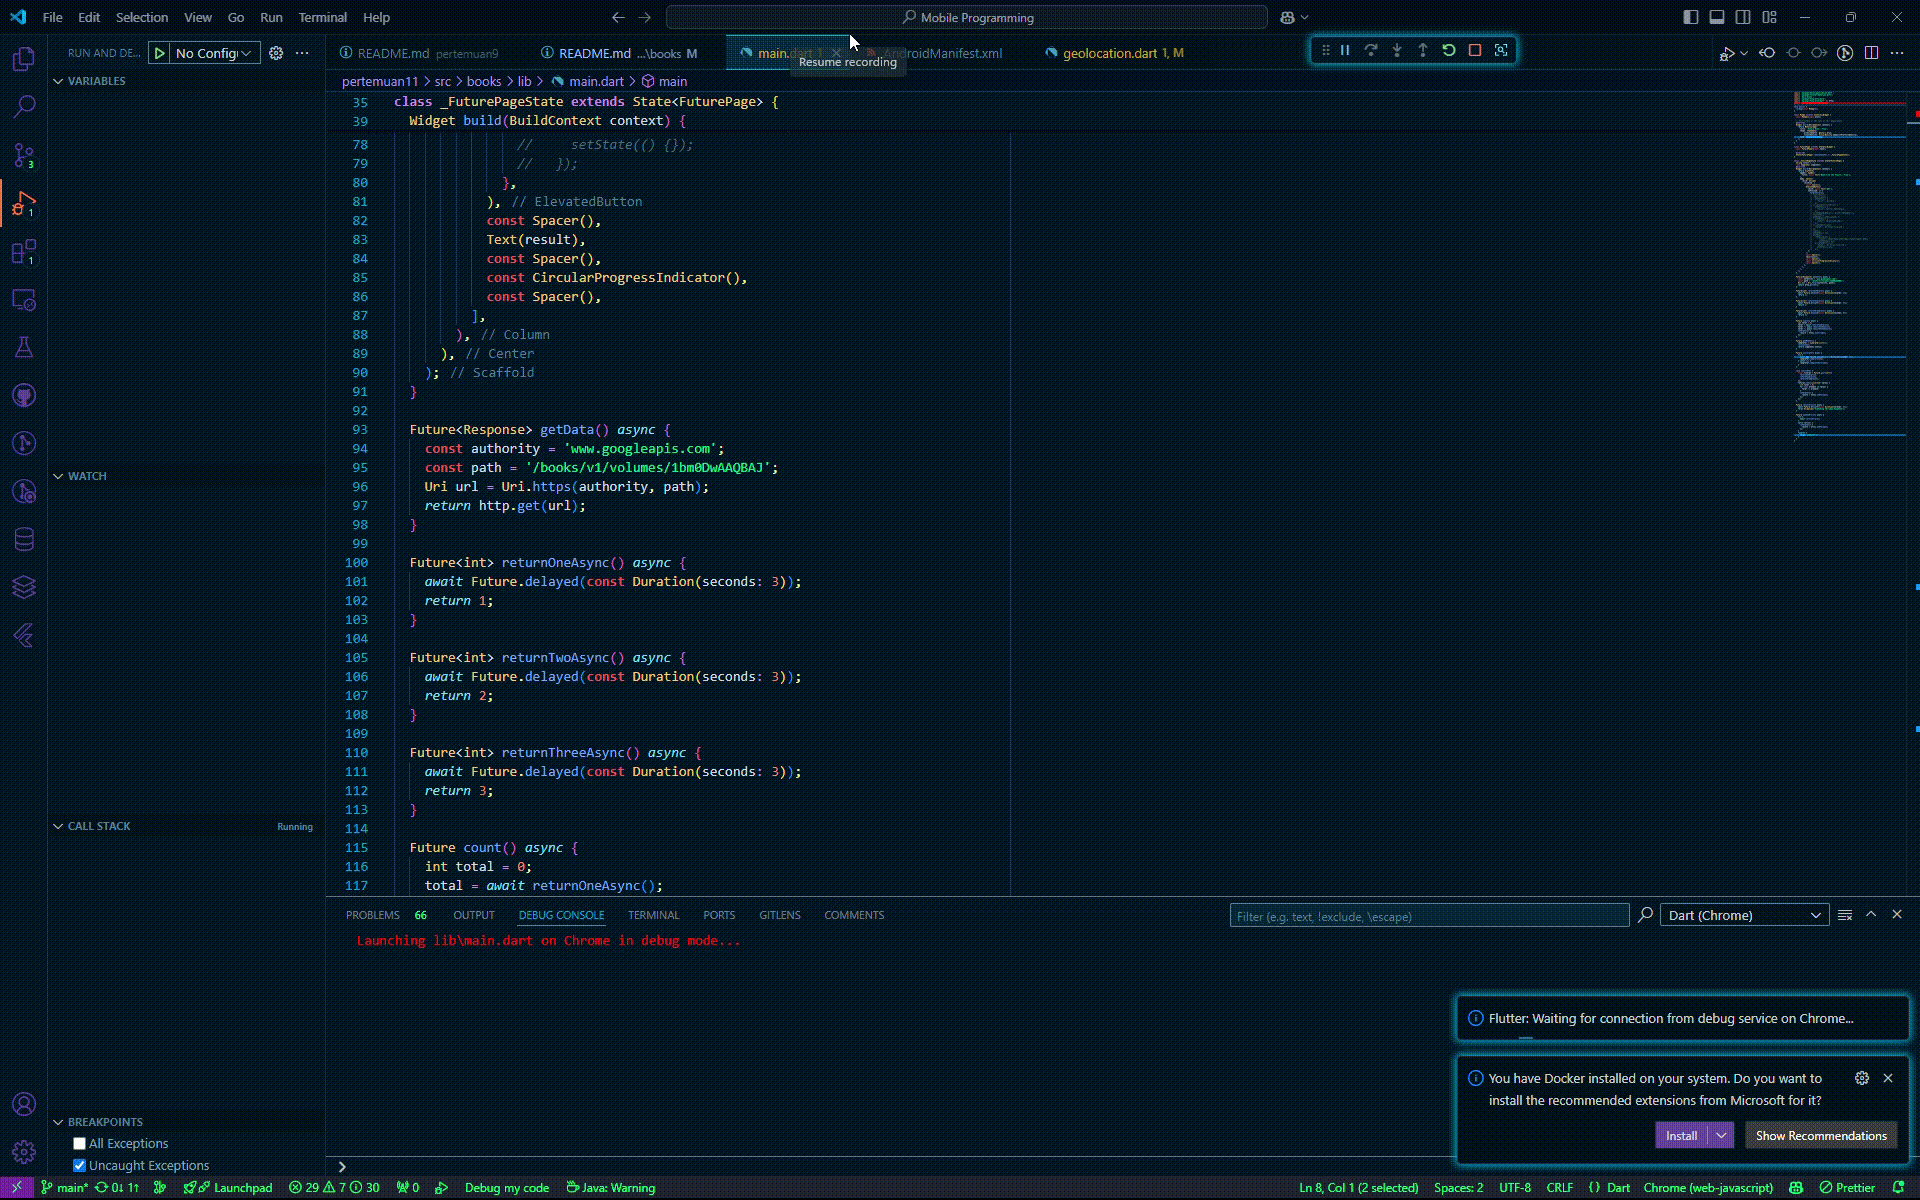 File Edit Selection View Go Run Terminal Help
Mobile Programming
RUN AND DE... No Config
README.md pertemuan9
README.md ...\books M
main.dart 1
AndroidManifest.xml
geolocation.dart 1, M
Resume recording
pertemuan11 > src > books > lib > main.dart > main
VARIABLES
WATCH
CALL STACK Running
BREAKPOINTS
All Exceptions
Uncaught Exceptions
35 class _FuturePageState extends State<FuturePage> {
39 Widget build(BuildContext context) {
78 // setState(() {});
79 // });
80 },
81 ), // ElevatedButton
82 const Spacer(),
83 Text(result),
84 const Spacer(),
85 const CircularProgressIndicator(),
86 const Spacer(),
87 ],
88 ), // Column
89 ), // Center
90 ); // Scaffold
91 }
92
93 Future<Response> getData() async {
94 const authority = 'www.googleapis.com';
95 const path = '/books/v1/volumes/1bm0DwAAQBAJ';
96 Uri url = Uri.https(authority, path);
97 return http.get(url);
98 }
99
100 Future<int> returnOneAsync() async {
101 await Future.delayed(const Duration(seconds: 3));
102 return 1;
103 }
104
105 Future<int> returnTwoAsync() async {
106 await Future.delayed(const Duration(seconds: 3));
107 return 2;
108 }
109
110 Future<int> returnThreeAsync() async {
111 await Future.delayed(const Duration(seconds: 3));
112 return 3;
113 }
114
115 Future count() async {
116 int total = 0;
117 total = await returnOneAsync();
PROBLEMS 66 OUTPUT DEBUG CONSOLE TERMINAL PORTS GITLENS COMMENTS
Filter (e.g. text, !exclude, \escape)
Dart (Chrome)
Launching lib\main.dart on Chrome in debug mode...
Flutter: Waiting for connection from debug service on Chrome...
You have Docker installed on your system. Do you want to
install the recommended extensions from Microsoft for it?
Install Show Recommendations
main* 0↓ 1↑ Launchpad 29 7 30 0 Debug my code Java: Warning
Ln 8, Col 1 (2 selected) Spaces: 2 UTF-8 CRLF { } Dart Chrome (web-javascript) Prettier